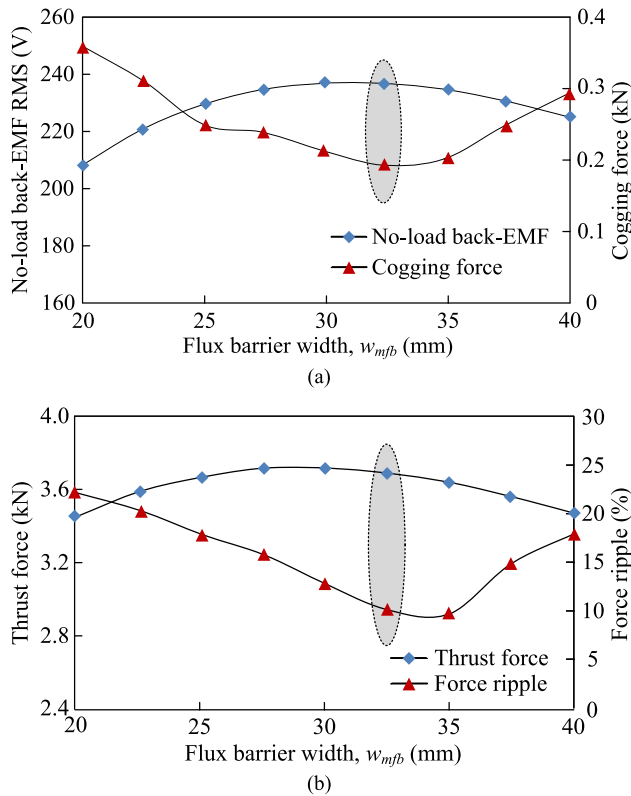 260
240
220
200
180
160
No-load back-EMF RMS (V)
0.4
0.3
0.2
0.1
0
Cogging force (kN)
No-load back-EMF
Cogging force
20 25 30 35 40
Flux barrier width, w_mfb (mm)
(a)
4.0
3.6
3.2
2.8
2.4
Thrust force (kN)
30
25
20
15
10
5
0
Force ripple (%)
Thrust force
Force ripple
20 25 30 35 40
Flux barrier width, w_mfb (mm)
(b)